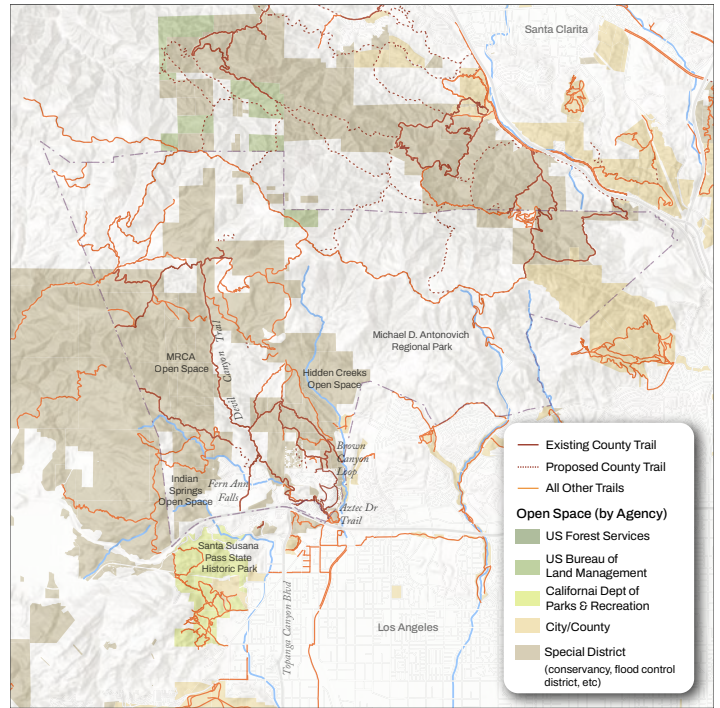 Santa Clarita
Michael D. Antonovich
Regional Park
MRCA
Open Space
Devil Canyon Trail
Hidden Creeks
Open Space
Brown
Canyon
Loop
Indian
Springs
Open Space
Fern Ann
Falls
Aztec Dr
Trail
Santa Susana
Pass State
Historic Park
Topanga Canyon Blvd
Los Angeles
Existing County Trail
Proposed County Trail
All Other Trails
Open Space (by Agency)
US Forest Services
US Bureau of
Land Management
Californai Dept of
Parks & Recreation
City/County
Special District
(conservancy, flood control
district, etc)